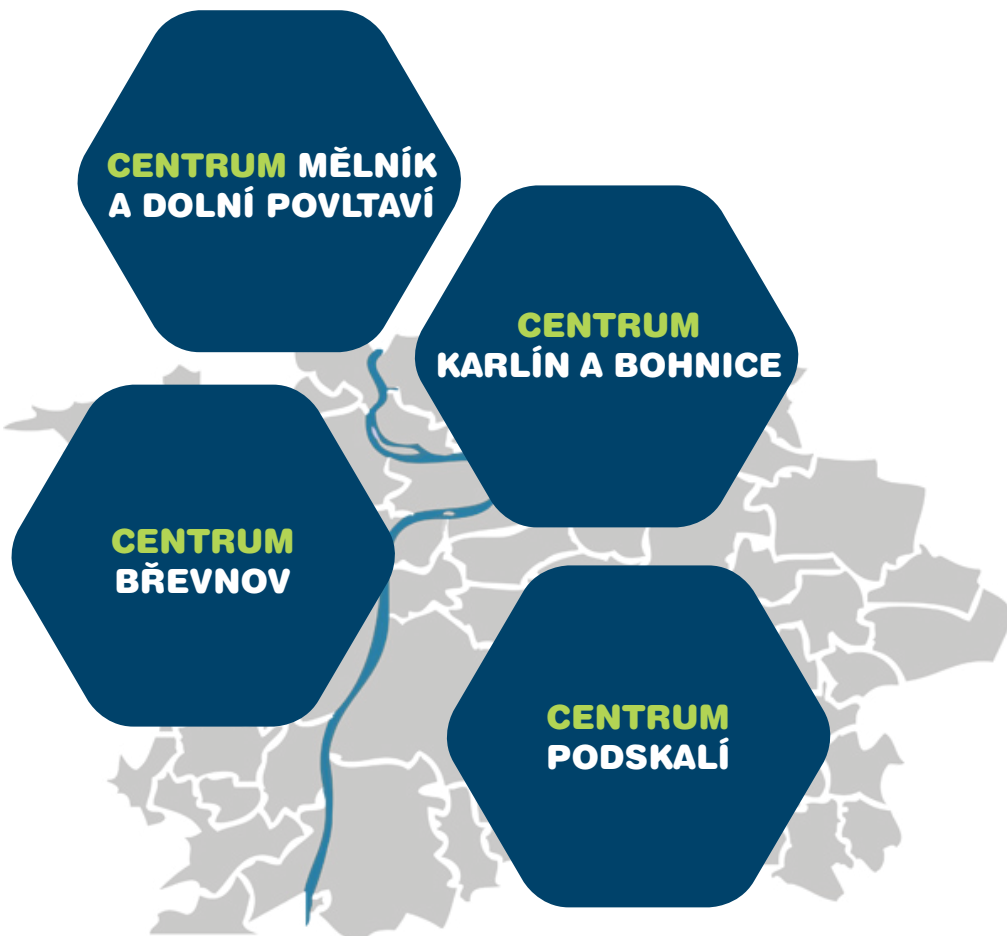 CENTRUM MĚLNÍK
A DOLNÍ POVLTAVÍ
CENTRUM
KARLÍN A BOHNICE
CENTRUM
BŘEVNOV
CENTRUM
PODSKALÍ